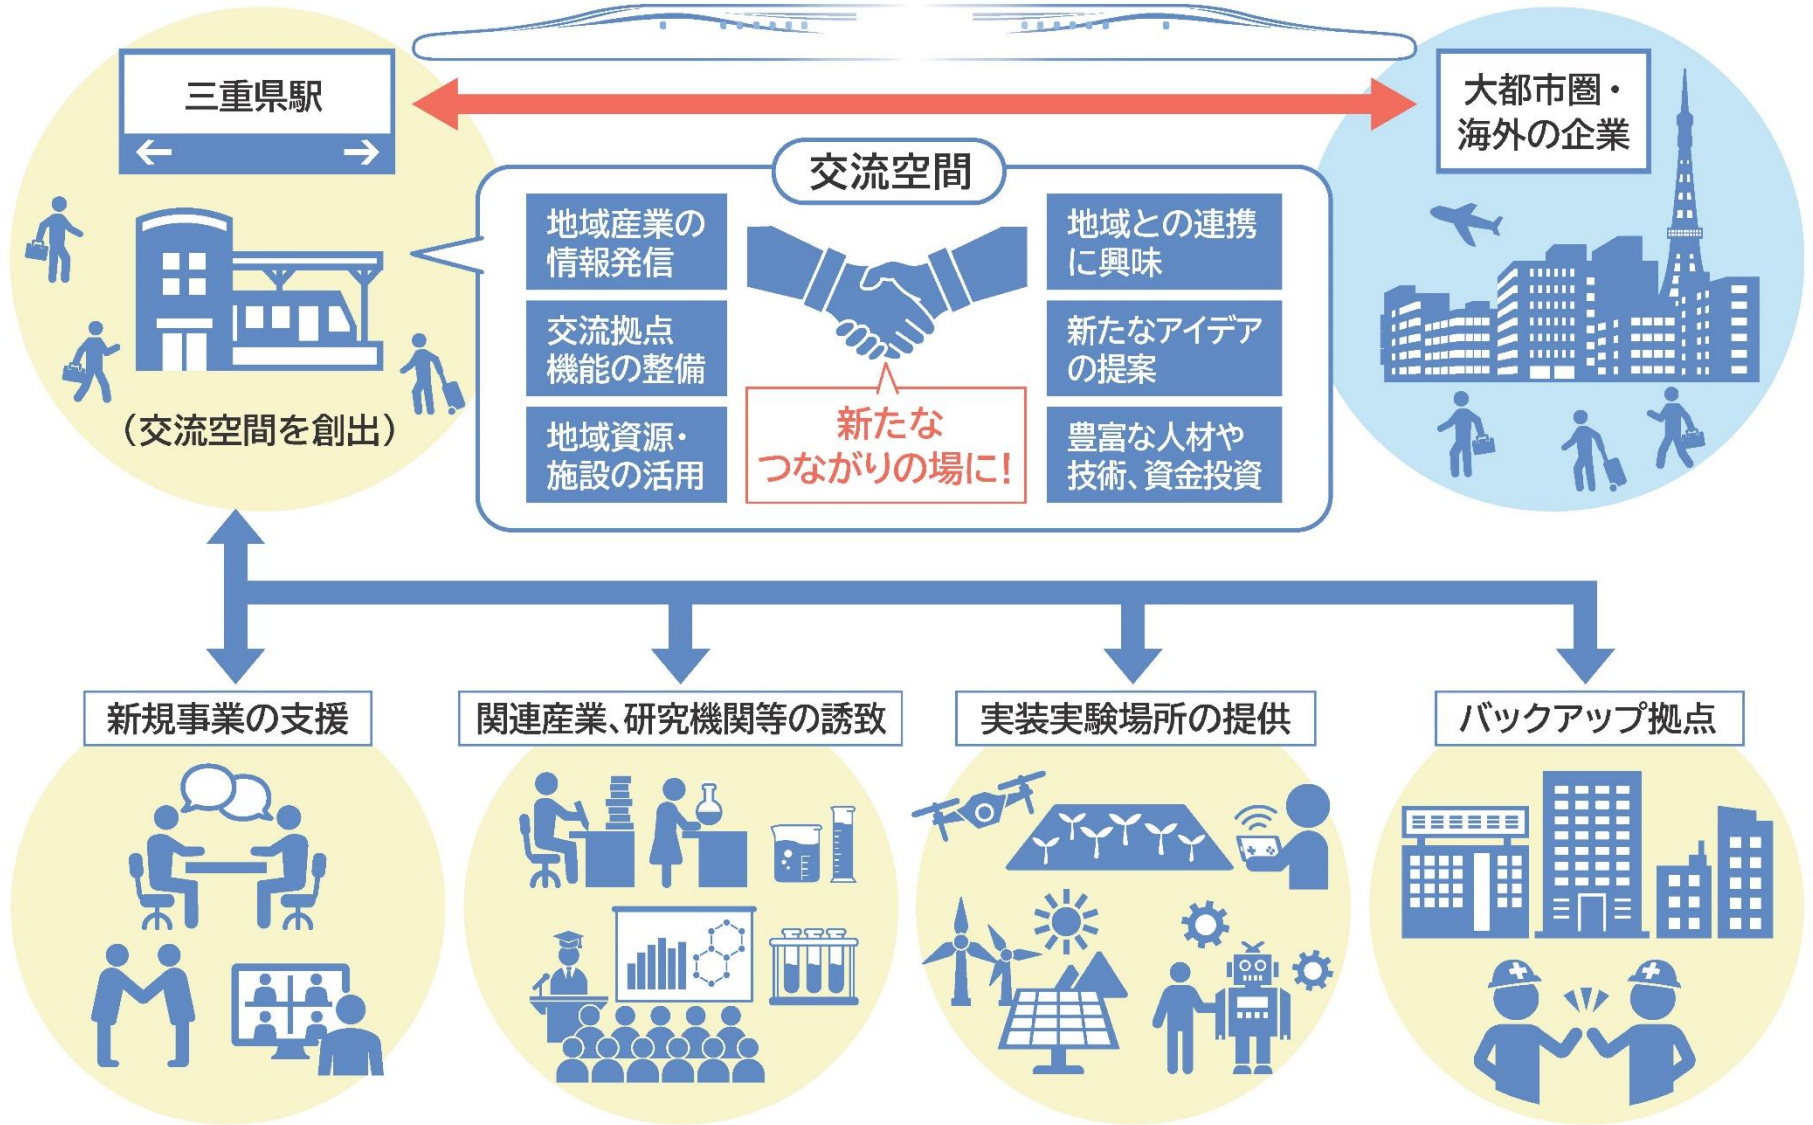 三重県駅
大都市圏・
海外の企業
交流空間
地域産業の
情報発信
交流拠点
機能の整備
地域資源・
施設の活用
新たな
つながりの場に！
地域との連携
に興味
新たなアイデア
の提案
豊富な人材や
技術、資金投資
（交流空間を創出）
新規事業の支援
関連産業、研究機関等の誘致
実装実験場所の提供
バックアップ拠点